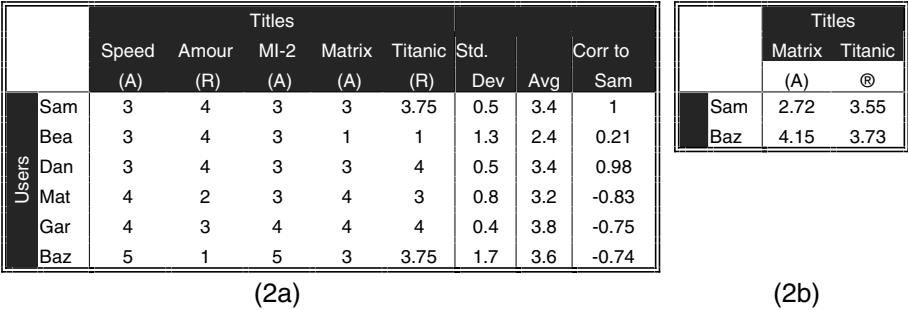 Titles
Speed Amour MI-2 Matrix Titanic Std. Corr to
(A) (R) (A) (A) (R) Dev Avg Sam
Users
Sam 3 4 3 3 3.75 0.5 3.4 1
Bea 3 4 3 1 1 1.3 2.4 0.21
Dan 3 4 3 3 4 0.5 3.4 0.98
Mat 4 2 3 4 3 0.8 3.2 -0.83
Gar 4 3 4 4 4 0.4 3.8 -0.75
Baz 5 1 5 3 3.75 1.7 3.6 -0.74
(2a)
Titles
Matrix Titanic
(A) ®
Sam 2.72 3.55
Baz 4.15 3.73
(2b)